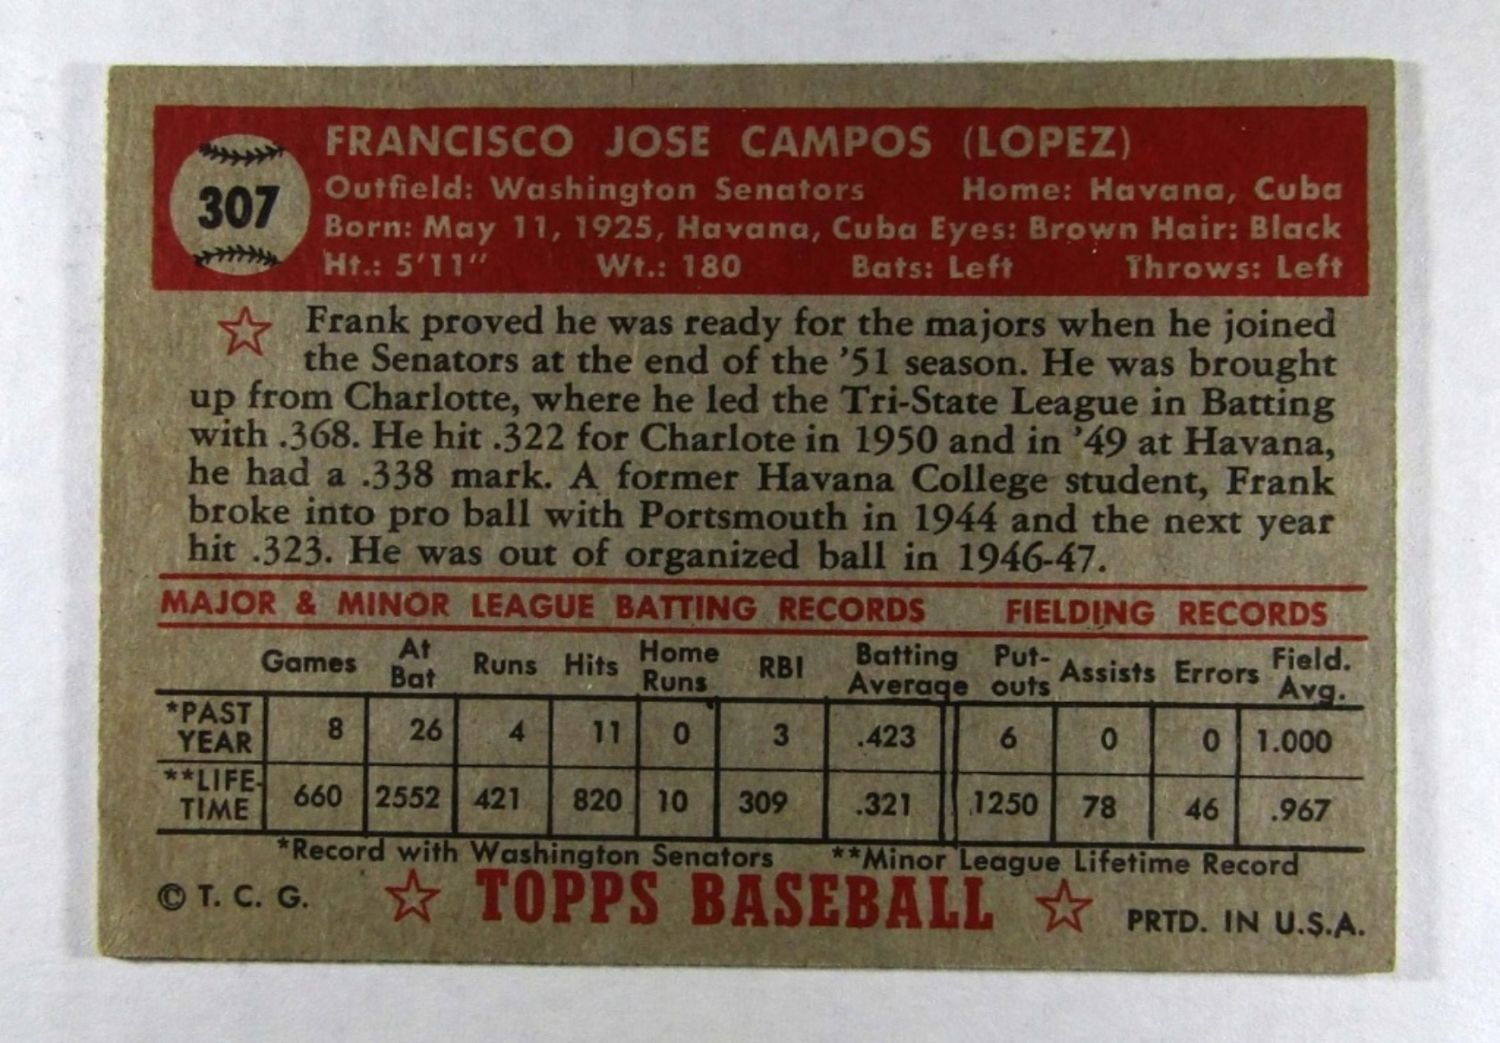 307
FRANCISCO JOSE CAMPOS (LOPEZ)
Outfield: Washington Senators Home: Havana, Cuba
Born: May 11, 1925, Havana, Cuba Eyes: Brown Hair: Black
Ht.: 5'11" Wt.: 180 Bats: Left Throws: Left
Frank proved he was ready for the majors when he joined
the Senators at the end of the '51 season. He was brought
up from Charlotte, where he led the Tri-State League in Batting
with .368. He hit .322 for Charlote in 1950 and in '49 at Havana,
he had a .338 mark. A former Havana College student, Frank
broke into pro ball with Portsmouth in 1944 and the next year
hit .323. He was out of organized ball in 1946-47.
MAJOR & MINOR LEAGUE BATTING RECORDS FIELDING RECORDS
Games At Bat Runs Hits Home Runs RBI Batting Average Put-outs Assists Errors Field. Avg.
*PAST YEAR 8 26 4 11 0 3 .423 6 0 0 1.000
**LIFE-TIME 660 2552 421 820 10 309 .321 1250 78 46 .967
*Record with Washington Senators **Minor League Lifetime Record
© T. C. G. TOPPS BASEBALL PRTD. IN U.S.A.